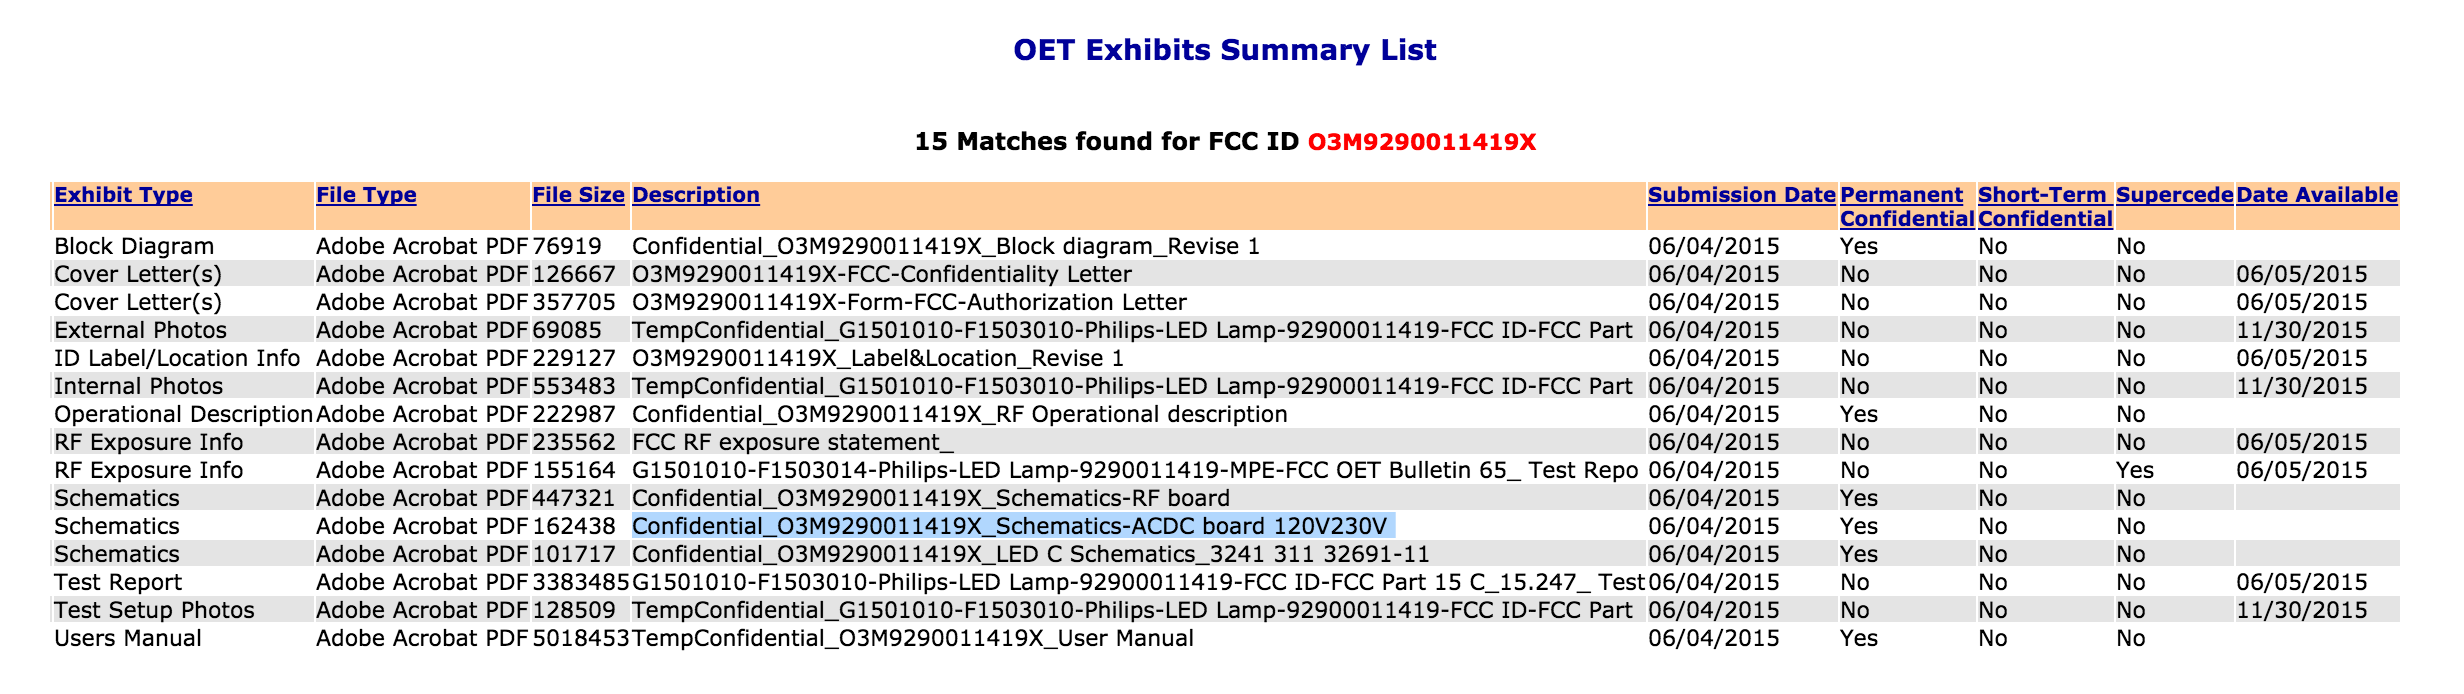 OET Exhibits Summary List
15 Matches found for FCC ID O3M9290011419X
Exhibit Type File Type File Size Description Submission Date Permanent Confidential Short-Term Confidential Supercede Date Available
Block Diagram Adobe Acrobat PDF 76919 Confidential_O3M9290011419X_Block diagram_Revise 1 06/04/2015 Yes No No
Cover Letter(s) Adobe Acrobat PDF 126667 O3M9290011419X-FCC-Confidentiality Letter 06/04/2015 No No No 06/05/2015
Cover Letter(s) Adobe Acrobat PDF 357705 O3M9290011419X-Form-FCC-Authorization Letter 06/04/2015 No No No 06/05/2015
External Photos Adobe Acrobat PDF 69085 TempConfidential_G1501010-F1503010-Philips-LED Lamp-92900011419-FCC ID-FCC Part 06/04/2015 No No No 11/30/2015
ID Label/Location Info Adobe Acrobat PDF 229127 O3M9290011419X_Label&Location_Revise 1 06/04/2015 No No No 06/05/2015
Internal Photos Adobe Acrobat PDF 553483 TempConfidential_G1501010-F1503010-Philips-LED Lamp-92900011419-FCC ID-FCC Part 06/04/2015 No No No 11/30/2015
Operational Description Adobe Acrobat PDF 222987 Confidential_O3M9290011419X_RF Operational description 06/04/2015 Yes No No
RF Exposure Info Adobe Acrobat PDF 235562 FCC RF exposure statement_ 06/04/2015 No No No 06/05/2015
RF Exposure Info Adobe Acrobat PDF 155164 G1501010-F1503014-Philips-LED Lamp-9290011419-MPE-FCC OET Bulletin 65_ Test Repo 06/04/2015 No No Yes 06/05/2015
Schematics Adobe Acrobat PDF 447321 Confidential_O3M9290011419X_Schematics-RF board 06/04/2015 Yes No No
Schematics Adobe Acrobat PDF 162438 Confidential_O3M9290011419X_Schematics-ACDC board 120V230V 06/04/2015 Yes No No
Schematics Adobe Acrobat PDF 101717 Confidential_O3M9290011419X_LED C Schematics_3241 311 32691-11 06/04/2015 Yes No No
Test Report Adobe Acrobat PDF 3383485 G1501010-F1503010-Philips-LED Lamp-92900011419-FCC ID-FCC Part 15 C_15.247_ Test 06/04/2015 No No No 06/05/2015
Test Setup Photos Adobe Acrobat PDF 128509 TempConfidential_G1501010-F1503010-Philips-LED Lamp-92900011419-FCC ID-FCC Part 06/04/2015 No No No 11/30/2015
Users Manual Adobe Acrobat PDF 5018453 TempConfidential_O3M9290011419X_User Manual 06/04/2015 Yes No No